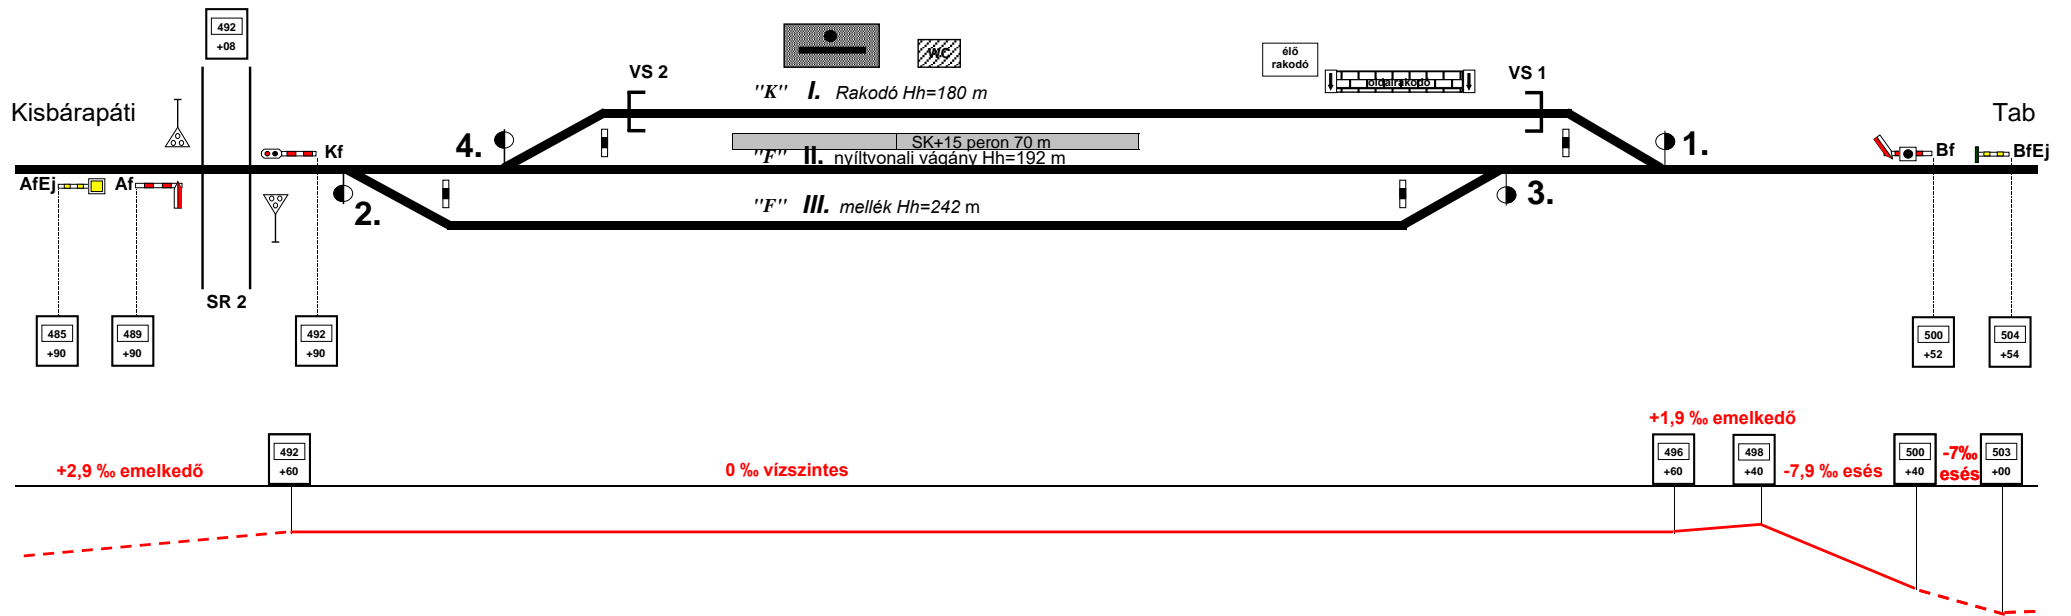 492
+08
WC
élő
rakodó
VS 2
VS 1
oldalrakodó
"K" I. Rakodó Hh=180 m
Kisbárapáti
Tab
SK+15 peron 70 m
4.
1.
Kf
Bf
BfEj
"F" II. nyíltvonali vágány Hh=192 m
AfEj
Af
2.
3.
"F" III. mellék Hh=242 m
SR 2
485
+90
489
+90
492
+90
500
+52
504
+54
+1,9 ‰ emelkedő
+2,9 ‰ emelkedő
492
+60
0 ‰ vízszintes
496
+60
498
+40
-7,9 ‰ esés
500
+40
-7‰
esés
503
+00